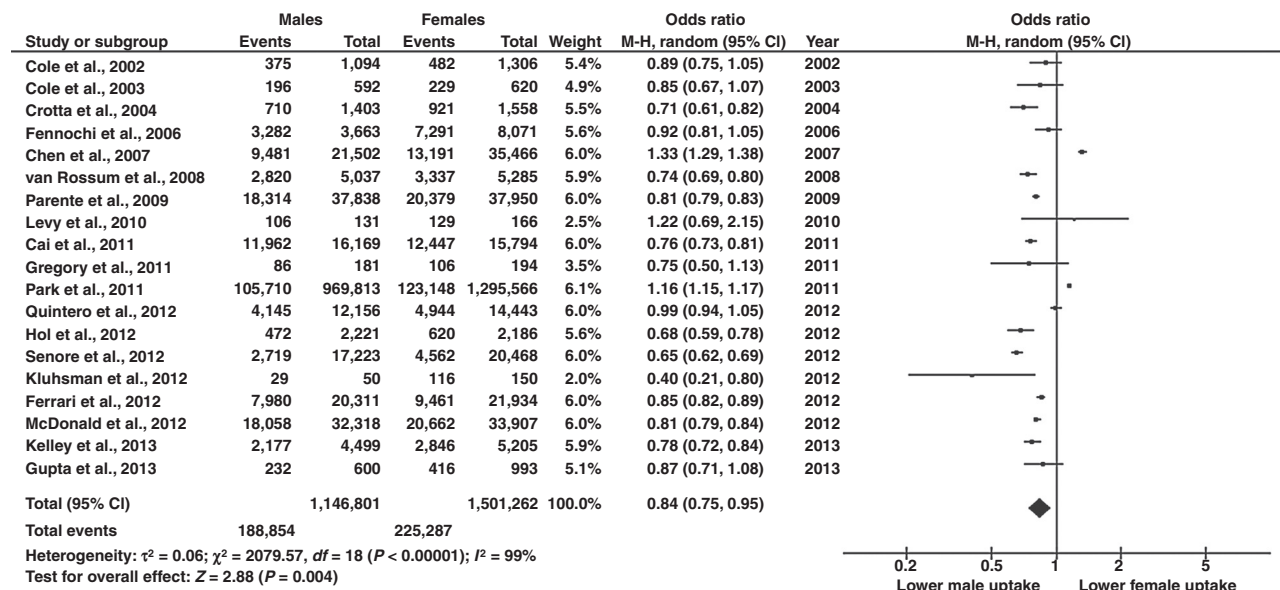 Males Females Odds ratio Odds ratio
Study or subgroup Events Total Events Total Weight M-H, random (95% CI) Year M-H, random (95% CI)
Cole et al., 2002 375 1,094 482 1,306 5.4% 0.89 (0.75, 1.05) 2002
Cole et al., 2003 196 592 229 620 4.9% 0.85 (0.67, 1.07) 2003
Crotta et al., 2004 710 1,403 921 1,558 5.5% 0.71 (0.61, 0.82) 2004
Fennochi et al., 2006 3,282 3,663 7,291 8,071 5.6% 0.92 (0.81, 1.05) 2006
Chen et al., 2007 9,481 21,502 13,191 35,466 6.0% 1.33 (1.29, 1.38) 2007
van Rossum et al., 2008 2,820 5,037 3,337 5,285 5.9% 0.74 (0.69, 0.80) 2008
Parente et al., 2009 18,314 37,838 20,379 37,950 6.0% 0.81 (0.79, 0.83) 2009
Levy et al., 2010 106 131 129 166 2.5% 1.22 (0.69, 2.15) 2010
Cai et al., 2011 11,962 16,169 12,447 15,794 6.0% 0.76 (0.73, 0.81) 2011
Gregory et al., 2011 86 181 106 194 3.5% 0.75 (0.50, 1.13) 2011
Park et al., 2011 105,710 969,813 123,148 1,295,566 6.1% 1.16 (1.15, 1.17) 2011
Quintero et al., 2012 4,145 12,156 4,944 14,443 6.0% 0.99 (0.94, 1.05) 2012
Hol et al., 2012 472 2,221 620 2,186 5.6% 0.68 (0.59, 0.78) 2012
Senore et al., 2012 2,719 17,223 4,562 20,468 6.0% 0.65 (0.62, 0.69) 2012
Kluhsman et al., 2012 29 50 116 150 2.0% 0.40 (0.21, 0.80) 2012
Ferrari et al., 2012 7,980 20,311 9,461 21,934 6.0% 0.85 (0.82, 0.89) 2012
McDonald et al., 2012 18,058 32,318 20,662 33,907 6.0% 0.81 (0.79, 0.84) 2012
Kelley et al., 2013 2,177 4,499 2,846 5,205 5.9% 0.78 (0.72, 0.84) 2013
Gupta et al., 2013 232 600 416 993 5.1% 0.87 (0.71, 1.08) 2013
Total (95% CI) 1,146,801 1,501,262 100.0% 0.84 (0.75, 0.95)
Total events 188,854 225,287
Heterogeneity: τ² = 0.06; χ² = 2079.57, df = 18 (P < 0.00001); I² = 99%
Test for overall effect: Z = 2.88 (P = 0.004)
0.2 0.5 1 2 5
Lower male uptake Lower female uptake